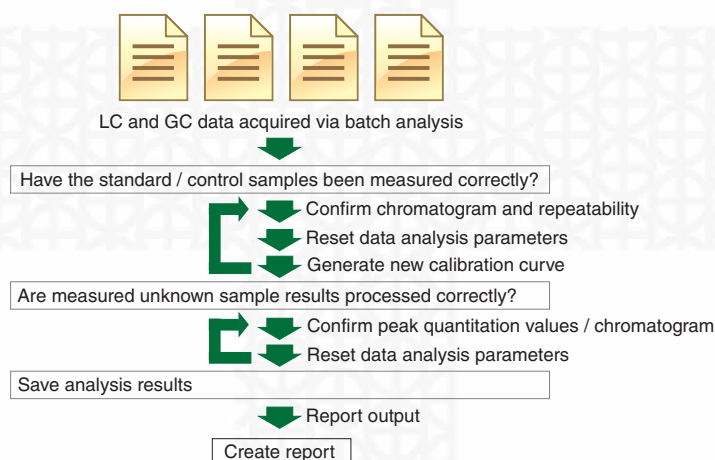 LC and GC data acquired via batch analysis
Have the standard / control samples been measured correctly?
Confirm chromatogram and repeatability
Reset data analysis parameters
Generate new calibration curve
Are measured unknown sample results processed correctly?
Confirm peak quantitation values / chromatogram
Reset data analysis parameters
Save analysis results
Report output
Create report